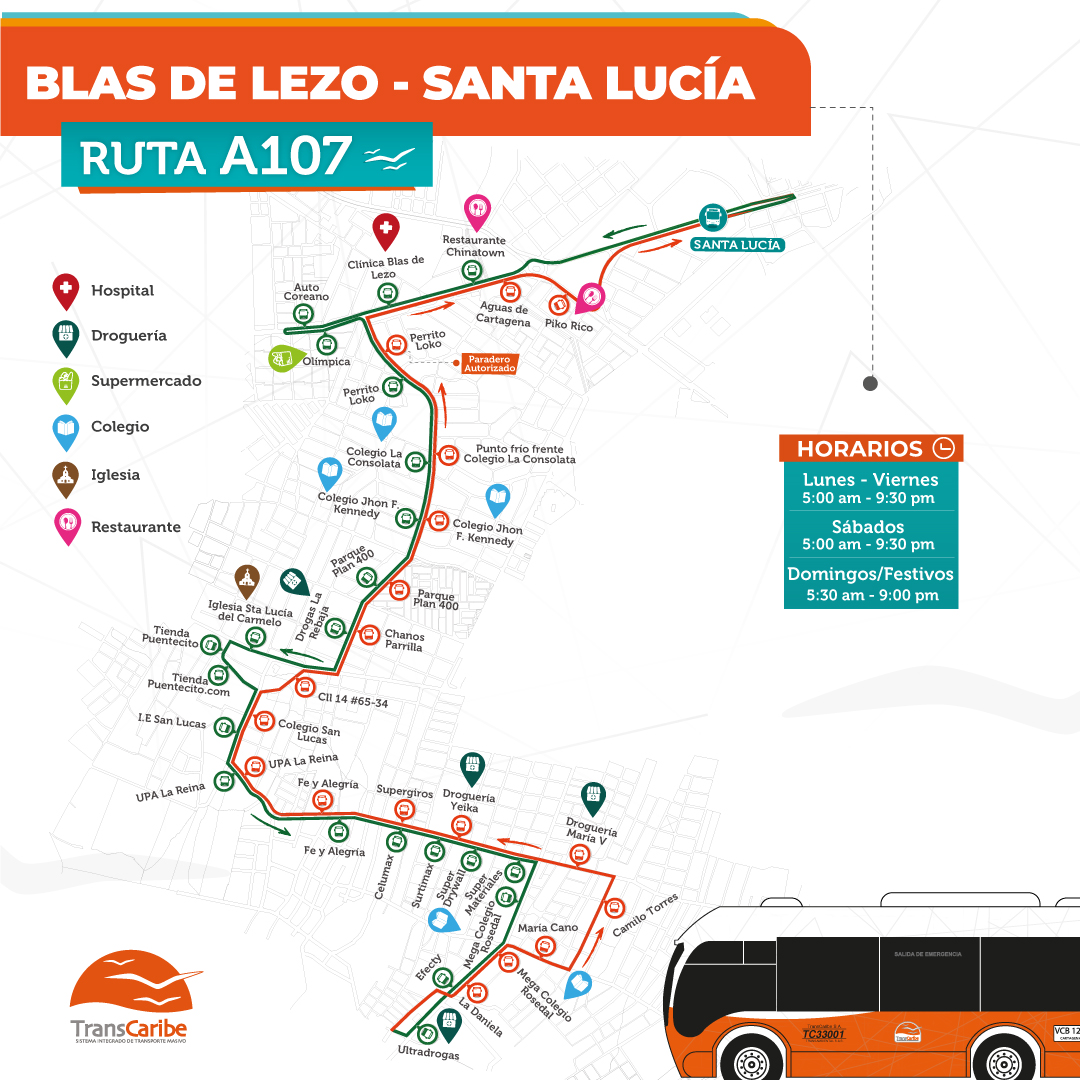 BLAS DE LEZO - SANTA LUCÍA
RUTA A107
Hospital
Droguería
Supermercado
Colegio
Iglesia
Restaurante
SANTA LUCÍA
Restaurante
Chinatown
Clínica Blas de
Lezo
Auto
Coreano
Olímpica
Aguas de
Cartagena
Piko Rico
Perrito
Loko
Paradero
Autorizado
Perrito
Loko
Colegio La
Consolata
Punto frío frente
Colegio La Consolata
Colegio Jhon F.
Kennedy
Colegio Jhon
F. Kennedy
Parque
Plan 400
Parque
Plan 400
Iglesia Sta Lucía
del Carmelo
Drogas La
Rebaja
Chanos
Parrilla
Tienda
Puentecito
Tienda
Puentecito.com
Cll 14 #65-34
I.E San Lucas
Colegio San
Lucas
UPA La Reina
UPA La Reina
Fe y Alegría
Fe y Alegría
Supergiros
Droguería
Yeika
Droguería
María V
Celumax
Surtimax
Super
Drywall
Super
Materiales
Mega Colegio
Rosedal
María Cano
Camilo Torres
Efecty
Mega Colegio
Rosedal
La Daniela
Ultradrogas
HORARIOS
Lunes - Viernes
5:00 am - 9:30 pm
Sábados
5:00 am - 9:30 pm
Domingos/Festivos
5:30 am - 9:00 pm
TransCaribe
SISTEMA INTEGRADO DE TRANSPORTE MASIVO
SALIDA DE EMERGENCIA
TransCaribe S.A.
TC33001
TransCaribe
VCB 12
CARTAGENA